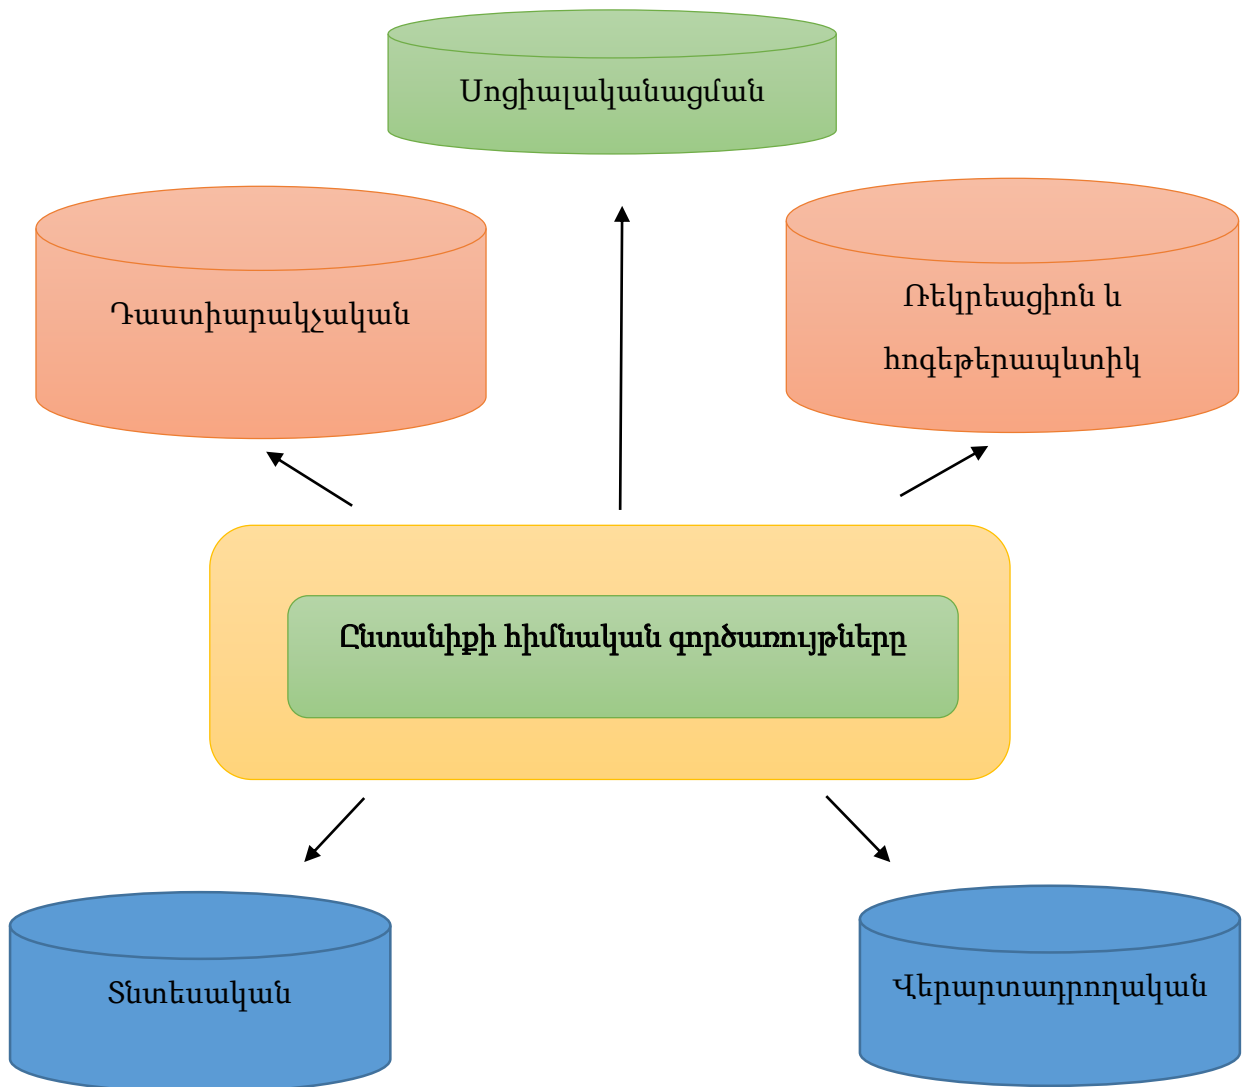 Սոցիալականացման
Դաստիարակչական
Ռեկրեացիոն և
հոգեթերապևտիկ
Ընտանիքի հիմնական գործառույթները
Տնտեսական
Վերարտադրողական